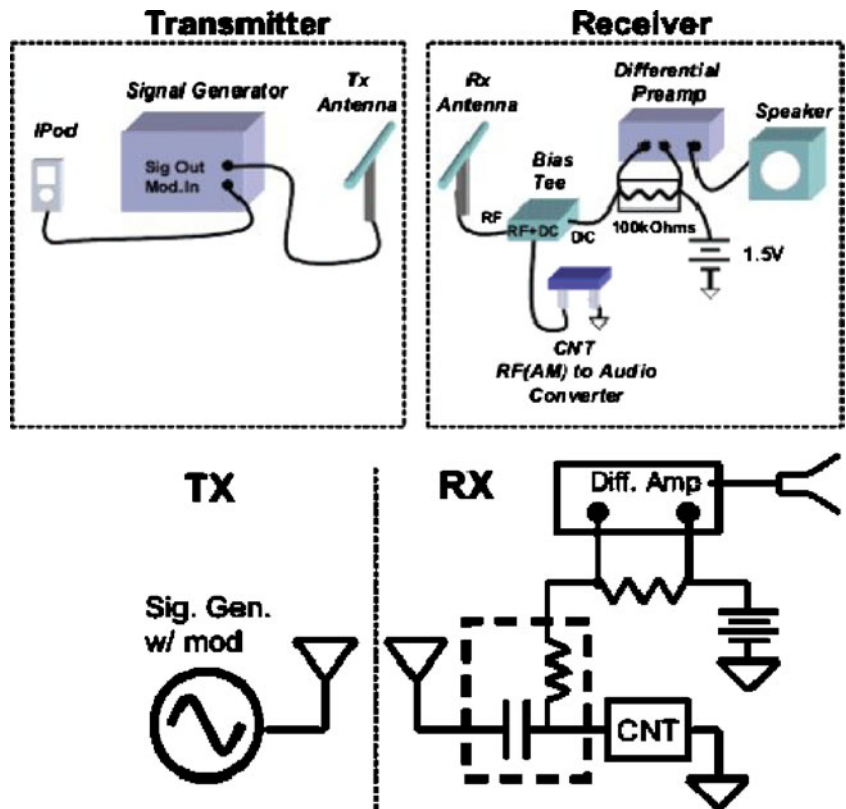 Transmitter
Receiver
iPod
Signal Generator
Tx
Antenna
Sig Out
Mod.In
Rx
Antenna
Differential
Preamp
Speaker
Bias
Tee
RF
RF+DC
DC
100kOhms
1.5V
CNT
RF(AM) to Audio
Converter
TX
RX
Diff. Amp
Sig. Gen.
w/ mod
CNT